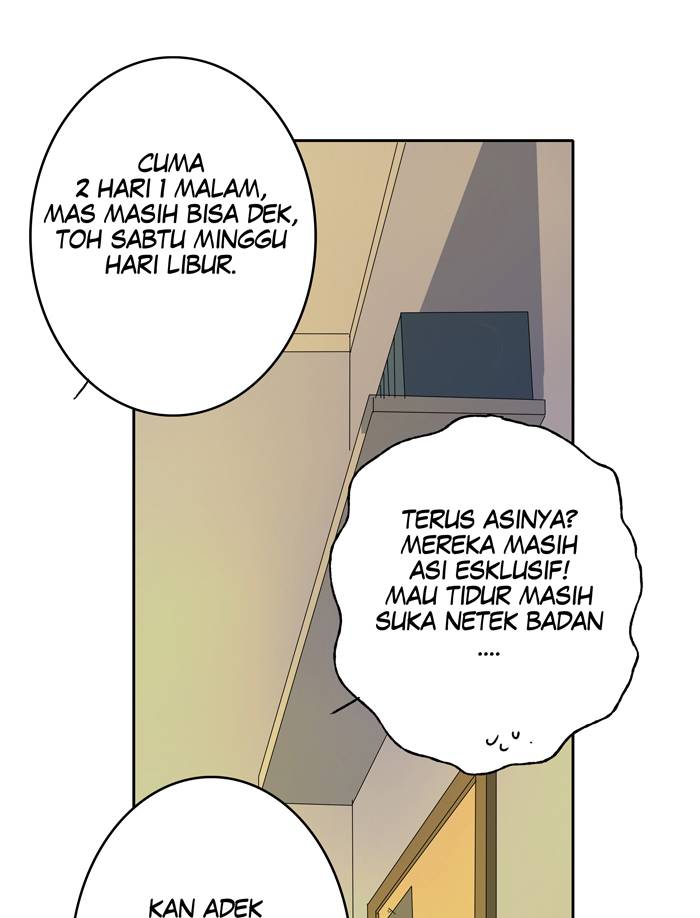 CUMA
2 HARI 1 MALAM,
MAS MASIH BISA DEK,
TOH SABTU MINGGU
HARI LIBUR.
TERUS ASINYA?
MEREKA MASIH
ASI ESKLUSIF!
MAU TIDUR MASIH
SUKA NETEK BADAN
....
KAN ADEK